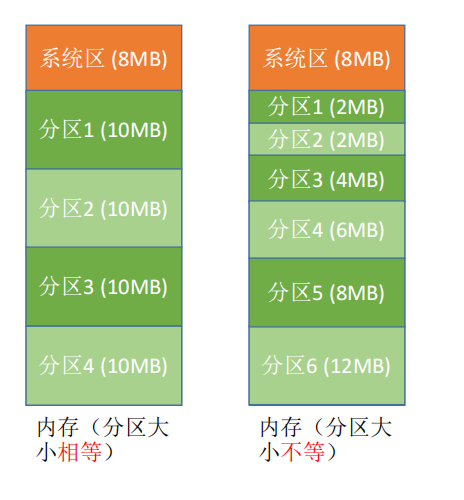 系统区 (8MB)
分区1 (10MB)
分区2 (10MB)
分区3 (10MB)
分区4 (10MB)
内存（分区大
小相等）
系统区 (8MB)
分区1 (2MB)
分区2 (2MB)
分区3 (4MB)
分区4 (6MB)
分区5 (8MB)
分区6 (12MB)
内存（分区大
小不等）